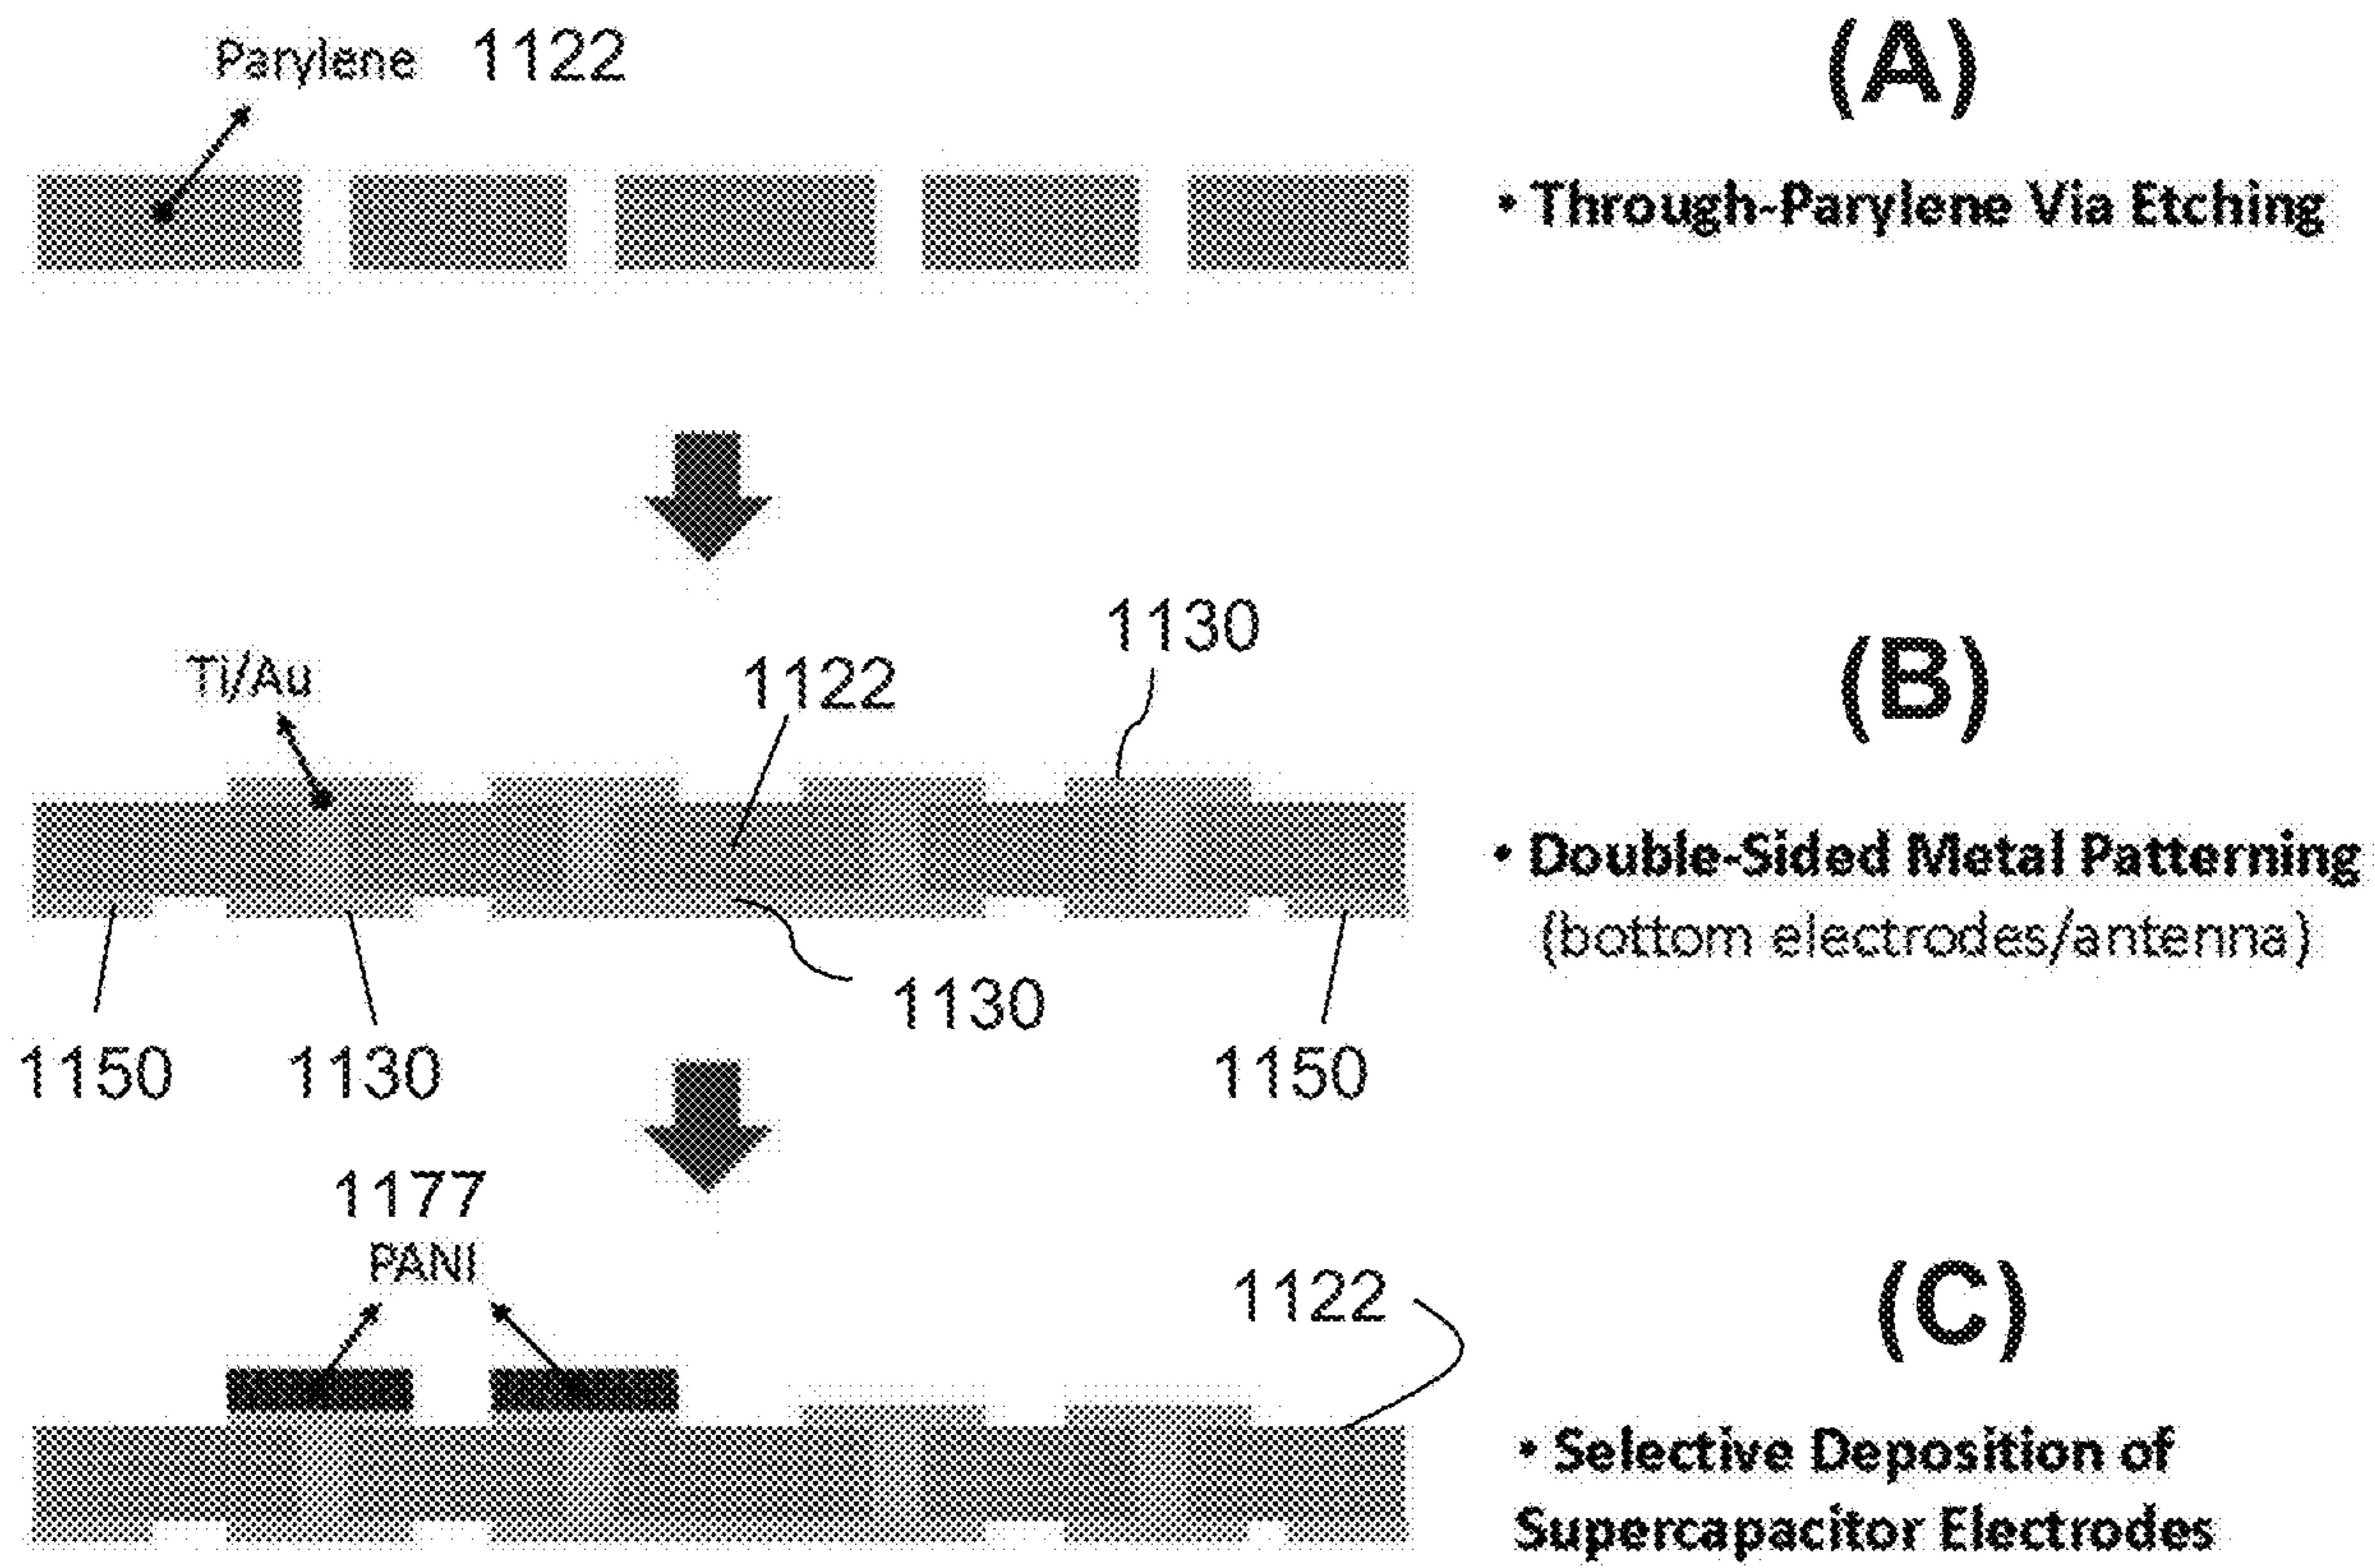 Parylene 1122
(A)
• Through-Parylene Via Etching
1130
Ti/Au
1122
(B)
• Double-Sided Metal Patterning
(bottom electrodes/antenna)
1130
1150
1130
1150
1177
PANI
1122
(C)
• Selective Deposition of
Supercapacitor Electrodes